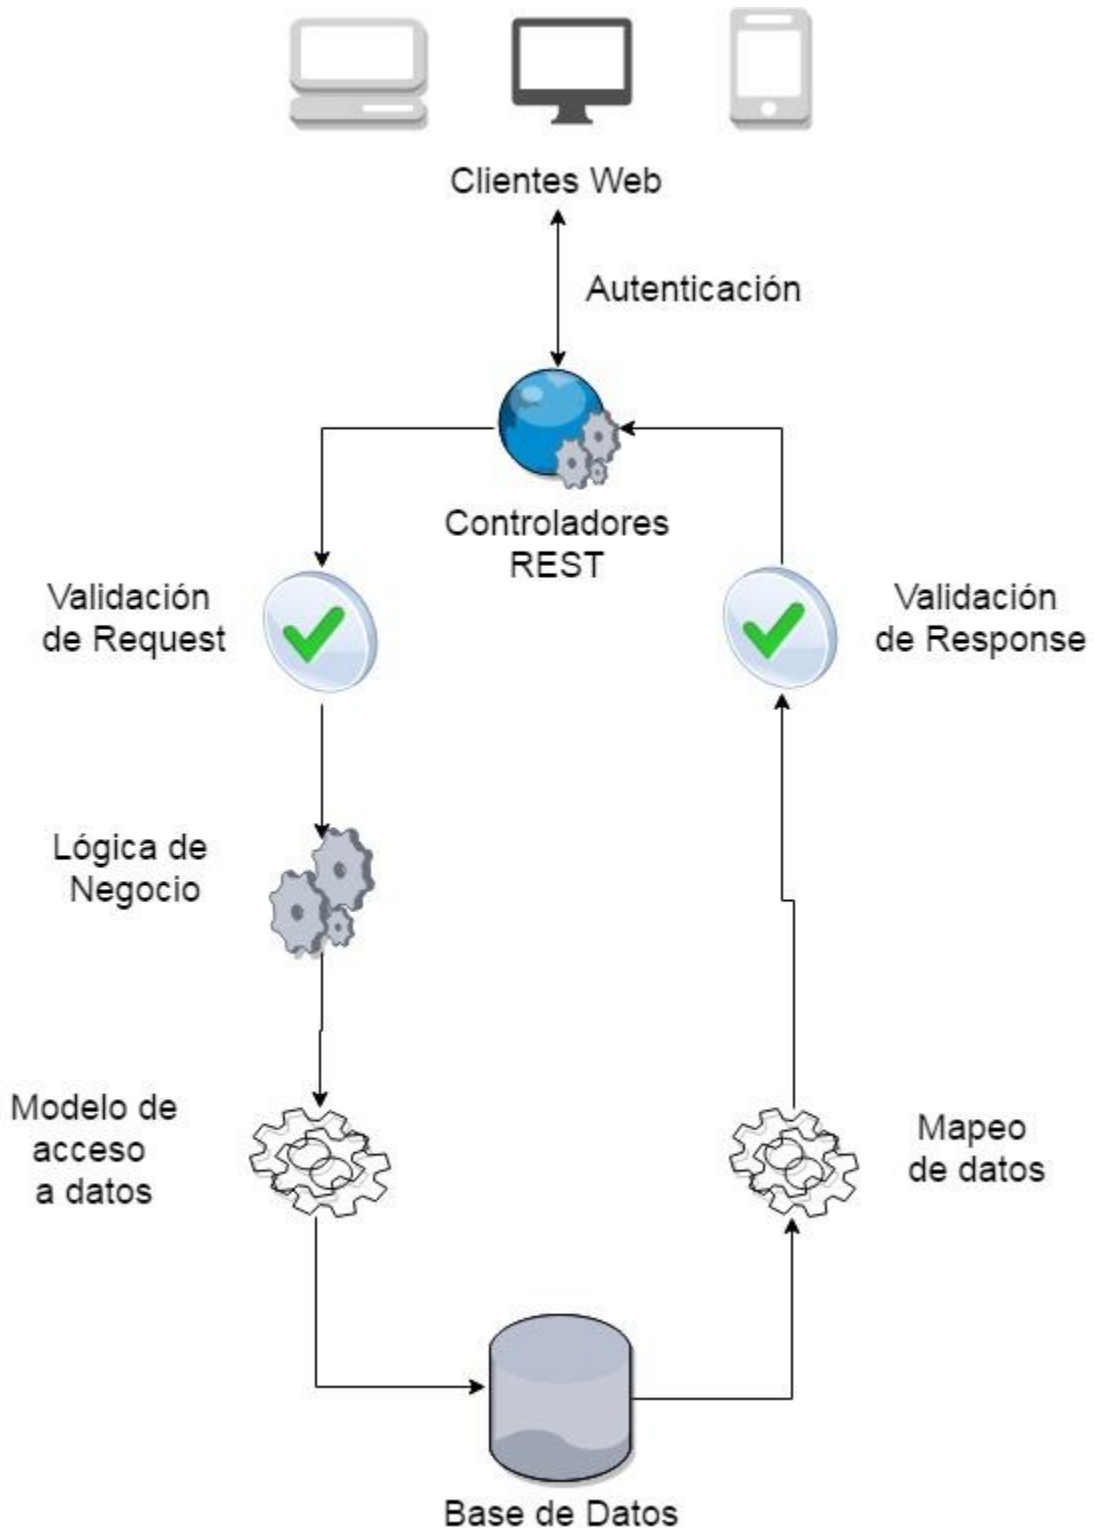 Clientes Web
Autenticación
Controladores
REST
Validación
de Request
Validación
de Response
Lógica de
Negocio
Modelo de
acceso
a datos
Mapeo
de datos
Base de Datos